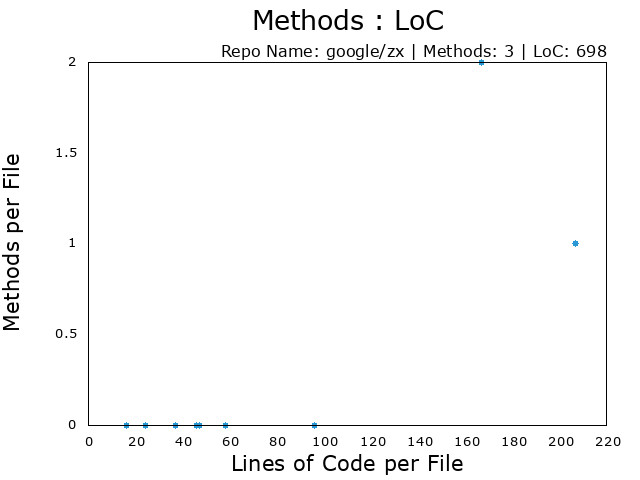 Methods : LoC
Repo Name: google/zx | Methods: 3 | LoC: 698
2
1.5
1
0.5
0
Methods per File
0 20 40 60 80 100 120 140 160 180 200 220
Lines of Code per File